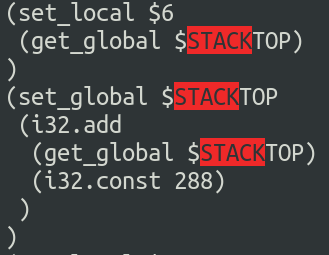 (set_local $6
(get_global $STACKTOP)
)
(set_global $STACKTOP
(i32.add
(get_global $STACKTOP)
(i32.const 288)
)
)